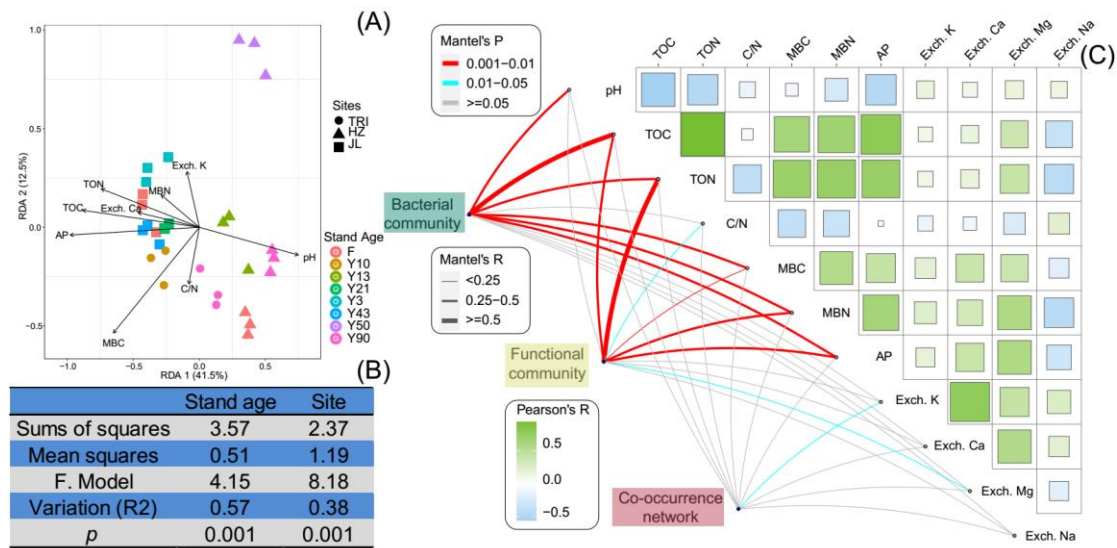 (A)
1.0
0.5
0.0
−0.5
RDA 2 (12.5%)
−1.0
−0.5
0.0
0.5
RDA 1 (41.5%)
Exch. K
TON
MBN
TOC
Exch. Ca
AP
pH
C/N
MBC
Sites
TRI
HZ
JL
Stand Age
F
Y10
Y13
Y21
Y3
Y43
Y50
Y90
(B)
Stand age Site
Sums of squares 3.57 2.37
Mean squares 0.51 1.19
F. Model 4.15 8.18
Variation (R2) 0.57 0.38
p 0.001 0.001
(C)
Mantel's P
0.001−0.01
0.01−0.05
>=0.05
Mantel's R
<0.25
0.25−0.5
>=0.5
Pearson's R
0.5
0
−0.5
Bacterial
community
Functional
community
Co-occurrence
network
TOC
TON
C/N
MBC
MBN
AP
Exch. K
Exch. Ca
Exch. Mg
Exch. Na
pH
TOC
TON
C/N
MBC
MBN
AP
Exch. K
Exch. Ca
Exch. Mg
Exch. Na